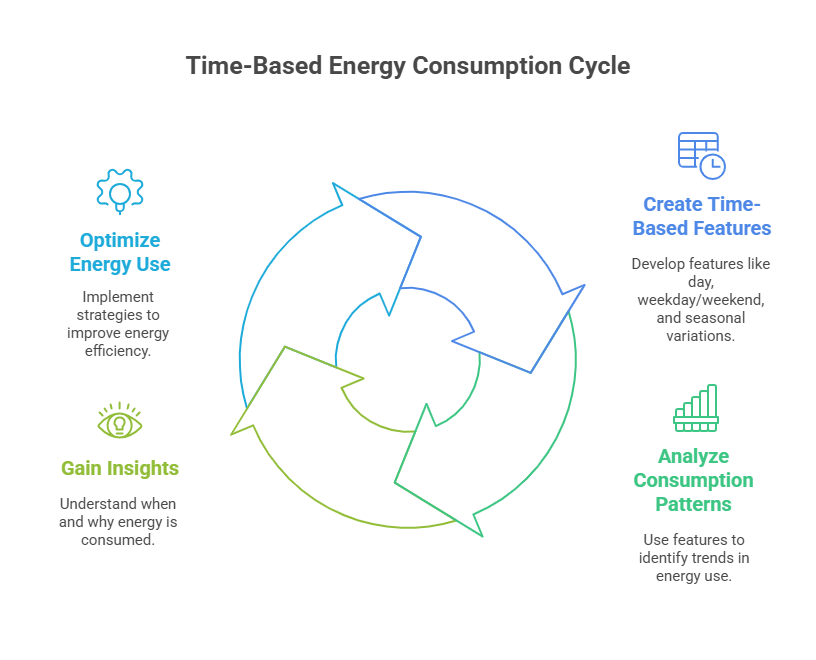 Time-Based Energy Consumption Cycle
Create Time-
Based Features
Develop features like
day,
weekday/weekend,
and seasonal
variations.
Analyze
Consumption
Patterns
Use features to
identify trends in
energy use.
Gain Insights
Understand when
and why energy is
consumed.
Optimize
Energy Use
Implement
strategies to
improve energy
efficiency.